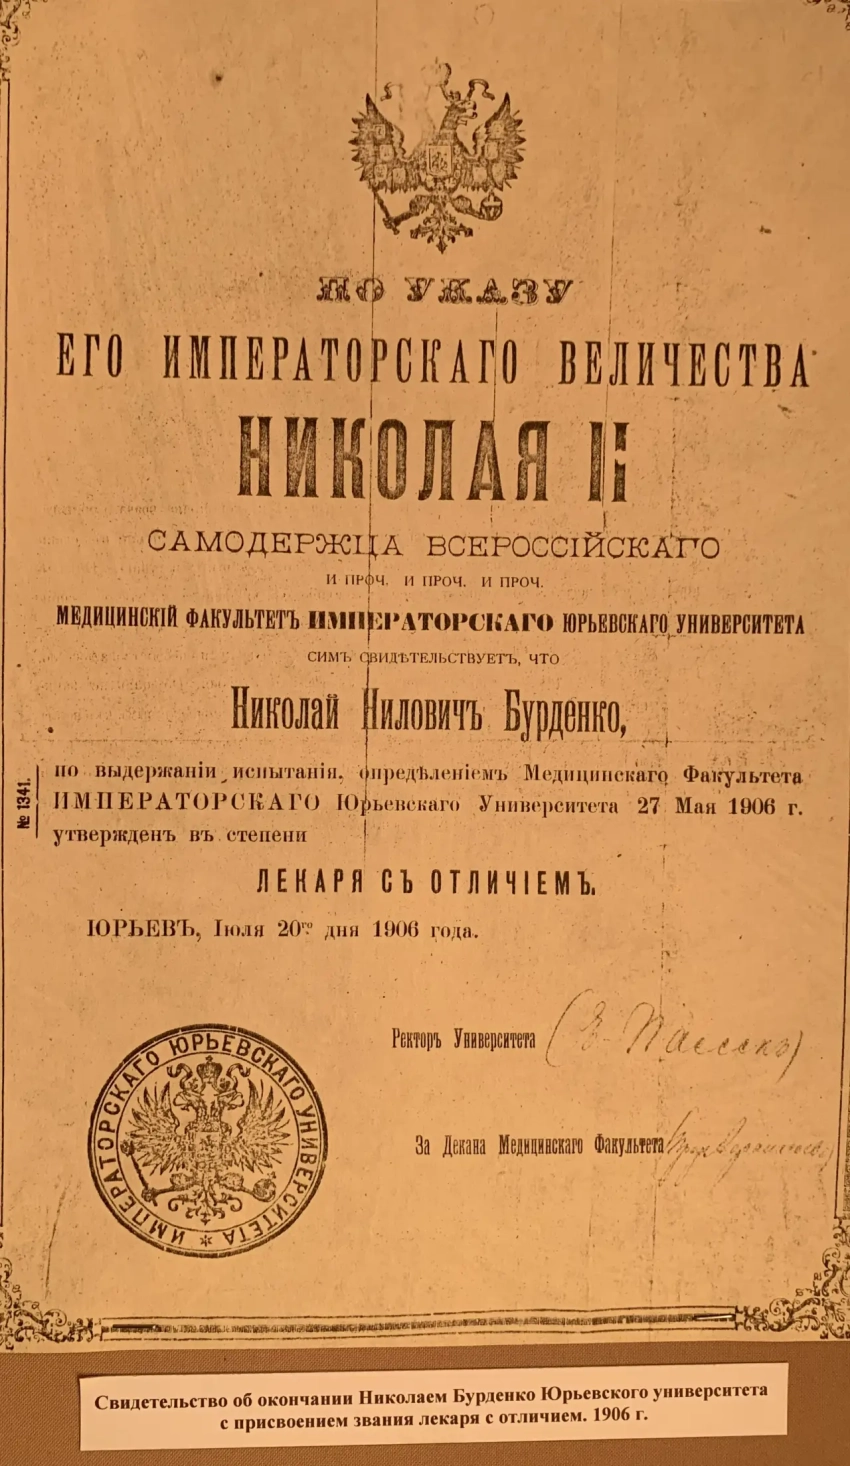 ПО УКАЗУ
ЕГО ИМПЕРАТОРСКАГО ВЕЛИЧЕСТВА
НИКОЛАЯ II
САМОДЕРЖЦА ВСЕРОССІЙСКАГО
И ПРОЧ. И ПРОЧ. И ПРОЧ.
МЕДИЦИНСКІЙ ФАКУЛЬТЕТЪ ИМПЕРАТОРСКАГО ЮРЬЕВСКАГО УНИВЕРСИТЕТА
СИМЪ СВИДѢТЕЛЬСТВУЕТЪ, ЧТО
Николай Ниловичъ Бурденко,
по выдержаніи испытанія, опредѣленіемъ Медицинскаго Факультета
ИМПЕРАТОРСКАГО Юрьевскаго Университета 27 Мая 1906 г.
утвержденъ въ степени
№ 1341.
ЛЕКАРЯ СЪ ОТЛИЧІЕМЪ.
ЮРЬЕВЪ, Іюля 20го дня 1906 года.
Ректоръ Университета
За Декана Медицинскаго Факультета
ИМПЕРАТОРСКАГО ЮРЬЕВСКАГО УНИВЕРСИТЕТА *
Свидетельство об окончании Николаем Бурденко Юрьевского университета
с присвоением звания лекаря с отличием. 1906 г.